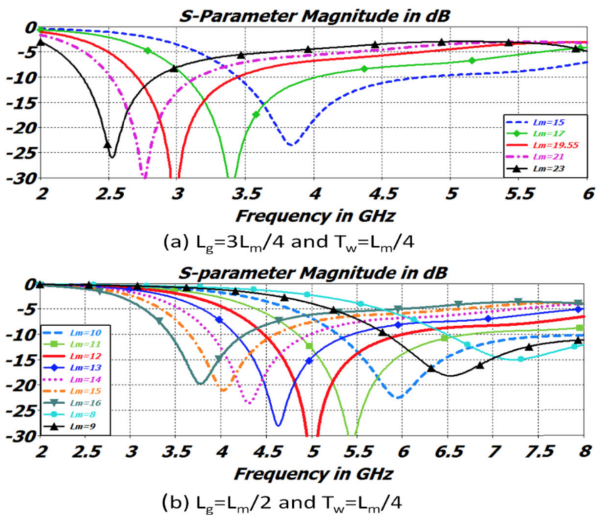 S-Parameter Magnitude in dB
0
-5
-10
-15
-20
-25
-30
Lm=15
Lm=17
Lm=19.55
Lm=21
Lm=23
2 2.5 3 3.5 4 4.5 5 5.5 6
Frequency in GHz
(a) Lg=3Lm/4 and Tw=Lm/4
S-parameter Magnitude in dB
0
-5
-10
-15
-20
-25
-30
Lm=10
Lm=11
Lm=12
Lm=13
Lm=14
Lm=15
Lm=16
Lm=8
Lm=9
2 2.5 3 3.5 4 4.5 5 5.5 6 6.5 7 7.5 8
Frequency in GHz
(b) Lg=Lm/2 and Tw=Lm/4